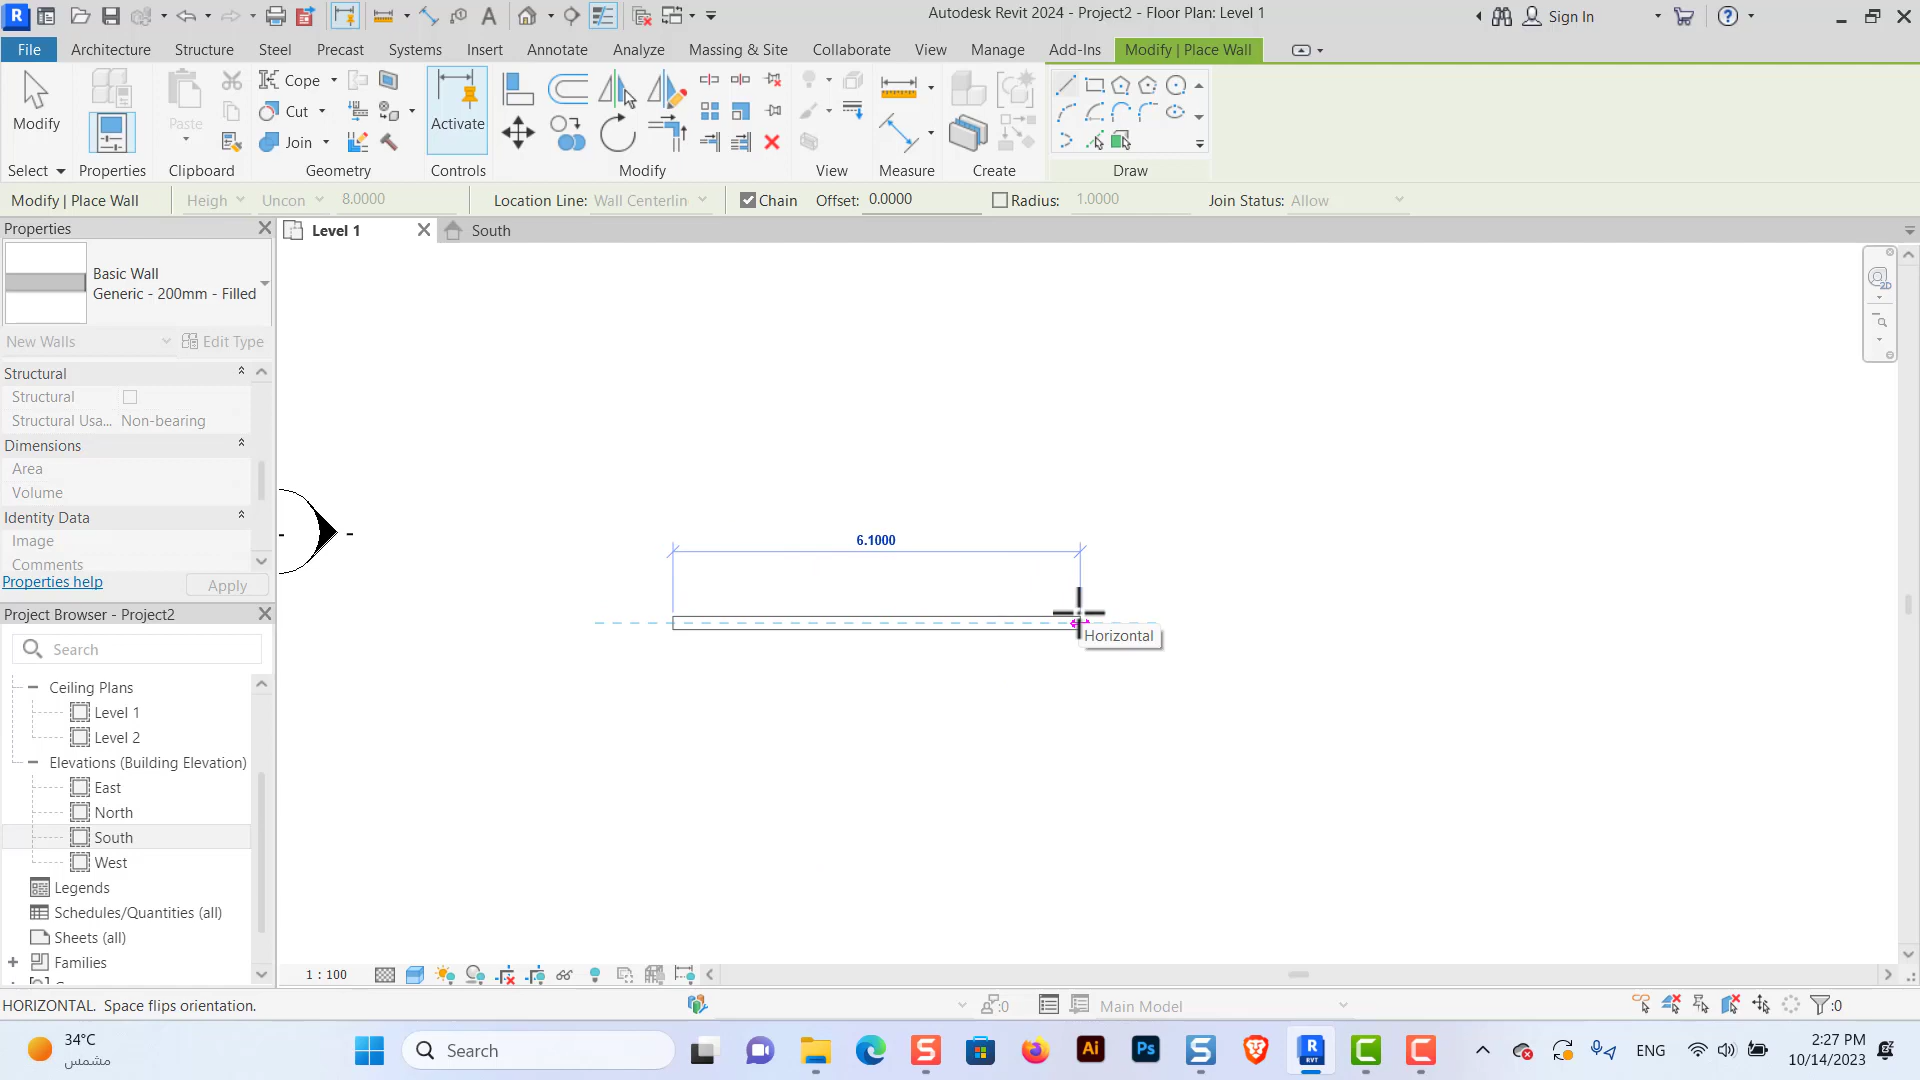 Autodesk Revit 2024 - Project2 - Floor Plan: Level 1
Sign In
File Architecture Structure Steel Precast Systems Insert Annotate Analyze Massing & Site Collaborate View Manage Add-Ins Modify | Place Wall
Modify
Paste
Cope
Cut
Join
Activate
Select Properties Clipboard Geometry Controls Modify View Measure Create Draw
Modify | Place Wall Heigh Uncon 8.0000 Location Line: Wall Centerlin Chain Offset: 0.0000 Radius: 1.0000 Join Status: Allow
Properties
Level 1
South
Basic Wall
Generic - 200mm - Filled
New Walls
Edit Type
Structural
Structural
Structural Usa... Non-bearing
Dimensions
Area
Volume
Identity Data
Image
Comments
Properties help
Apply
6.1000
Horizontal
Project Browser - Project2
Search
Ceiling Plans
Level 1
Level 2
Elevations (Building Elevation)
East
North
South
West
Legends
Schedules/Quantities (all)
Sheets (all)
Families
1 : 100
HORIZONTAL. Space flips orientation.
:0
Main Model
:0
34°C
مشمس
Search
ENG
2:27 PM
10/14/2023